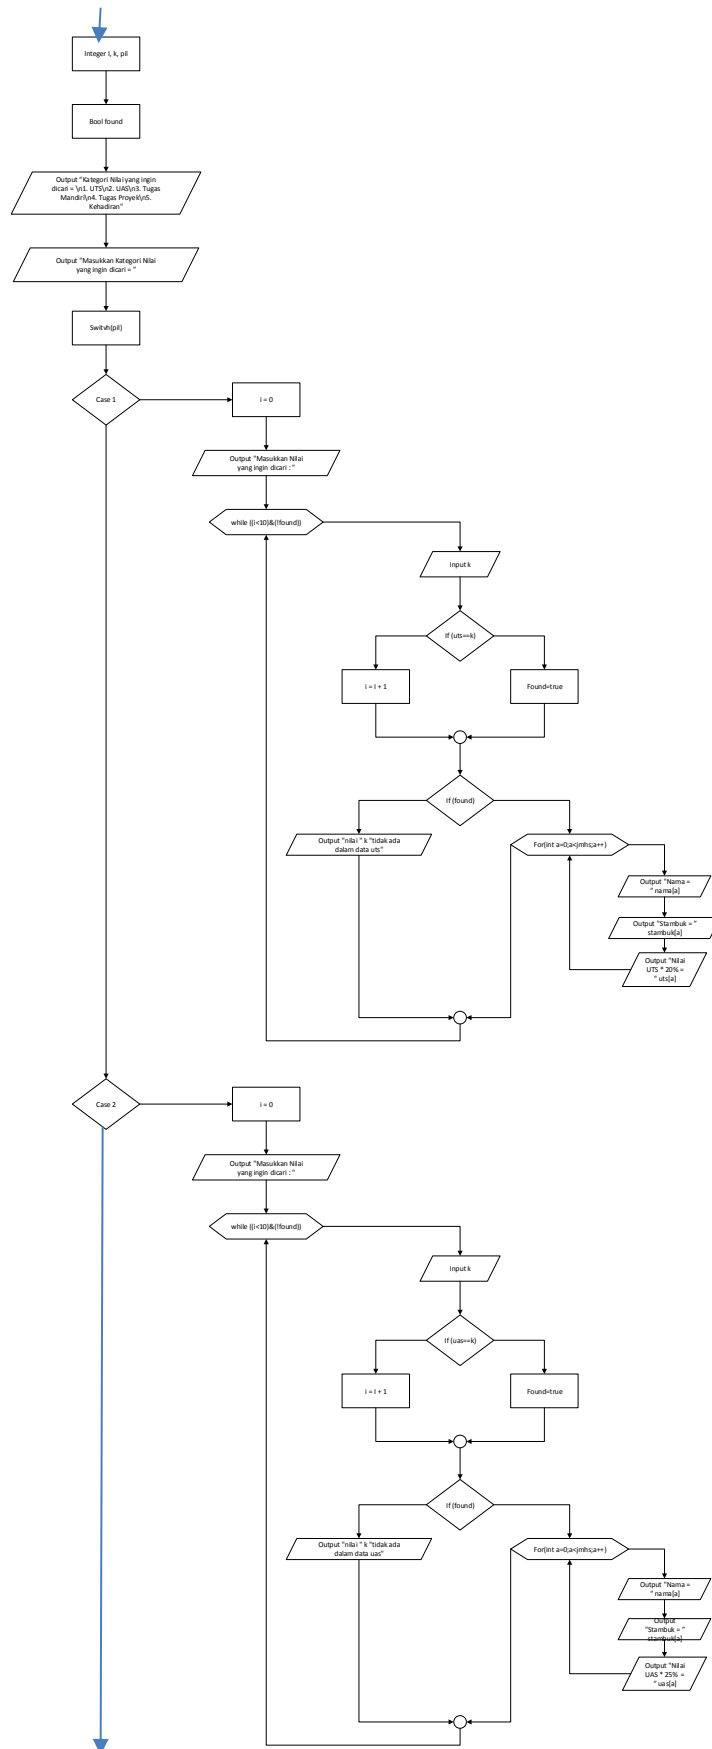 Integer I, k, pil
Bool found
Output "Kategori Nilai yang ingin
dicari = \n1. UTS\n2. UAS\n3. Tugas
Mandiri\n4. Tugas Proyek\n5.
Kehadiran"
Output "Masukkan Kategori Nilai
yang ingin dicari = "
Switvh(pil)
Case 1
i = 0
Output "Masukkan Nilai
yang ingin dicari : "
while ((i<10)&(!found))
Input k
If (uts==k)
i = I + 1
Found=true
If (found)
Output "nilai " k "tidak ada
dalam data uts"
For(int a=0;a<jmhs;a++)
Output "Nama =
" nama[a]
Output "Stambuk = "
stambuk[a]
Output "Nilai
UTS * 20% =
" uts[a]
Case 2
i = 0
Output "Masukkan Nilai
yang ingin dicari : "
while ((i<10)&(!found))
Input k
If (uas==k)
i = I + 1
Found=true
If (found)
Output "nilai " k "tidak ada
dalam data uas"
For(int a=0;a<jmhs;a++)
Output "Nama =
" nama[a]
Output
"Stambuk = "
stambuk[a]
Output "Nilai
UAS * 25% =
" uas[a]